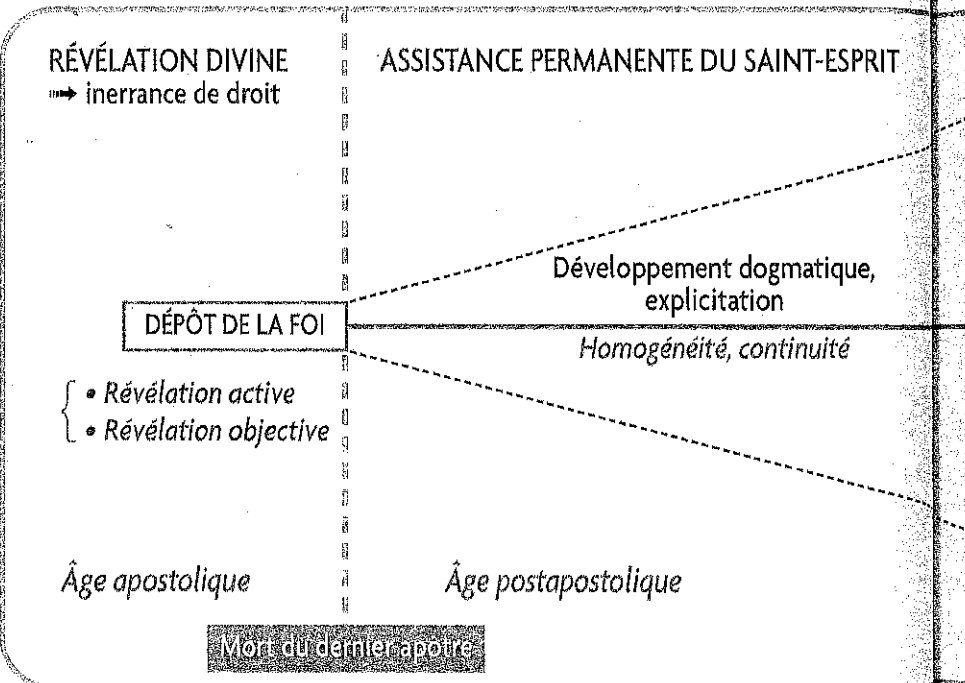 RÉVÉLATION DIVINE
➟ inerrance de droit
ASSISTANCE PERMANENTE DU SAINT-ESPRIT
Développement dogmatique,
explicitation
DÉPÔT DE LA FOI
Homogénéité, continuité
• Révélation active
• Révélation objective
Âge apostolique
Âge postapostolique
Mort du dernier apotre